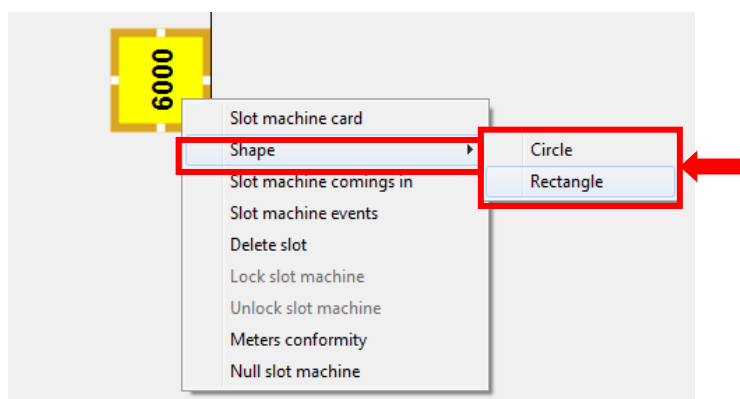 6000
Slot machine card
Shape
Circle
Rectangle
Slot machine comings in
Slot machine events
Delete slot
Lock slot machine
Unlock slot machine
Meters conformity
Null slot machine